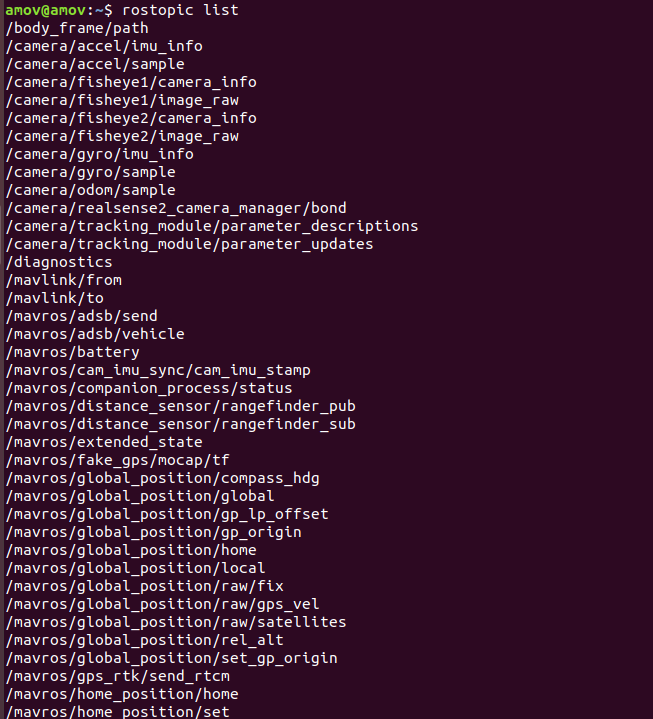 amov@amov:~$ rostopic list
/body_frame/path
/camera/accel/imu_info
/camera/accel/sample
/camera/fisheye1/camera_info
/camera/fisheye1/image_raw
/camera/fisheye2/camera_info
/camera/fisheye2/image_raw
/camera/gyro/imu_info
/camera/gyro/sample
/camera/odom/sample
/camera/realsense2_camera_manager/bond
/camera/tracking_module/parameter_descriptions
/camera/tracking_module/parameter_updates
/diagnostics
/mavlink/from
/mavlink/to
/mavros/adsb/send
/mavros/adsb/vehicle
/mavros/battery
/mavros/cam_imu_sync/cam_imu_stamp
/mavros/companion_process/status
/mavros/distance_sensor/rangefinder_pub
/mavros/distance_sensor/rangefinder_sub
/mavros/extended_state
/mavros/fake_gps/mocap/tf
/mavros/global_position/compass_hdg
/mavros/global_position/global
/mavros/global_position/gp_lp_offset
/mavros/global_position/gp_origin
/mavros/global_position/home
/mavros/global_position/local
/mavros/global_position/raw/fix
/mavros/global_position/raw/gps_vel
/mavros/global_position/raw/satellites
/mavros/global_position/rel_alt
/mavros/global_position/set_gp_origin
/mavros/gps_rtk/send_rtcm
/mavros/home_position/home
/mavros/home_position/set